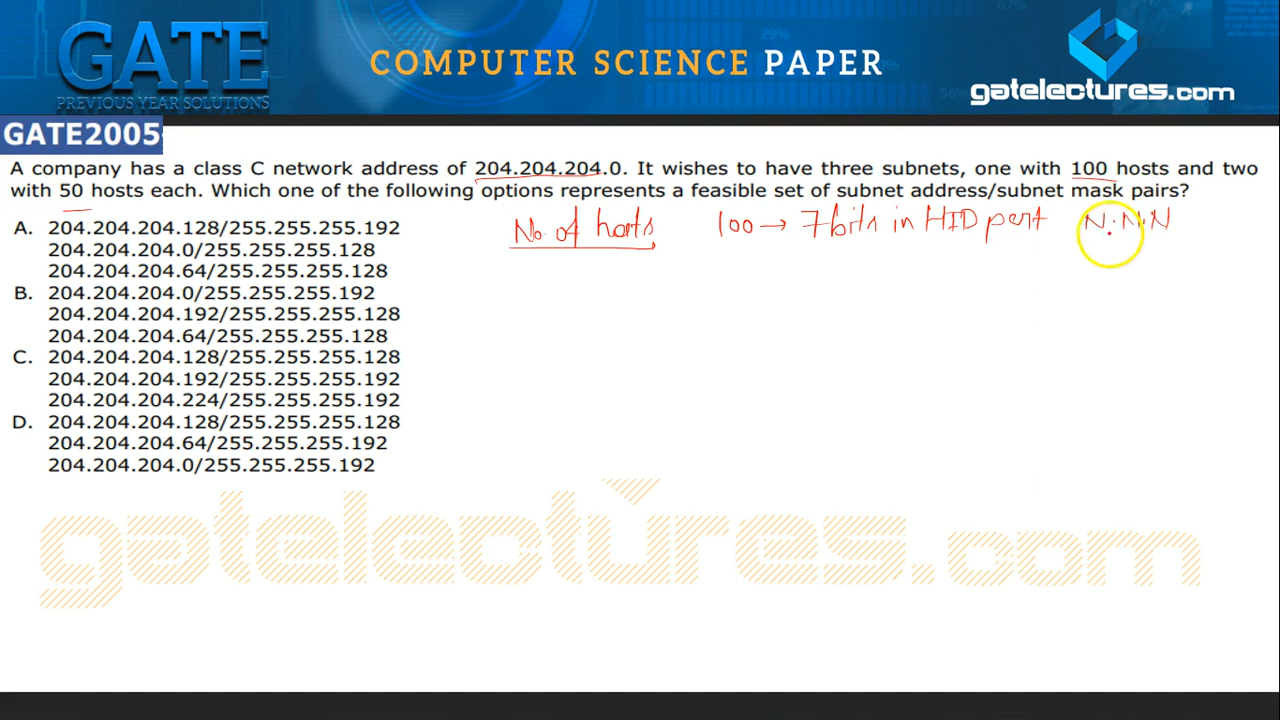 GATE
PREVIOUS YEAR SOLUTIONS
COMPUTER SCIENCE PAPER
gatelectures.com
GATE2005
A company has a class C network address of 204.204.204.0. It wishes to have three subnets, one with 100 hosts and two
with 50 hosts each. Which one of the following options represents a feasible set of subnet address/subnet mask pairs?
A. 204.204.204.128/255.255.255.192
204.204.204.0/255.255.255.128
204.204.204.64/255.255.255.128
B. 204.204.204.0/255.255.255.192
204.204.204.192/255.255.255.128
204.204.204.64/255.255.255.128
C. 204.204.204.128/255.255.255.128
204.204.204.192/255.255.255.192
204.204.204.224/255.255.255.192
D. 204.204.204.128/255.255.255.128
204.204.204.64/255.255.255.192
204.204.204.0/255.255.255.192
No. of hosts
100 → 7 bits in HID part N.N.N
gatelectures.com